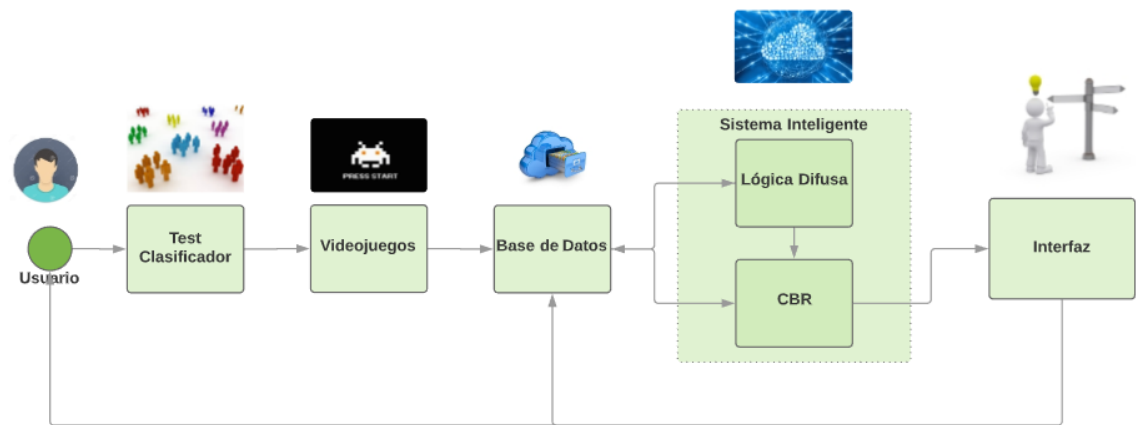 Sistema Inteligente
PRESS START
Lógica Difusa
Test
Clasificador
Videojuegos
Base de Datos
Interfaz
Usuario
CBR